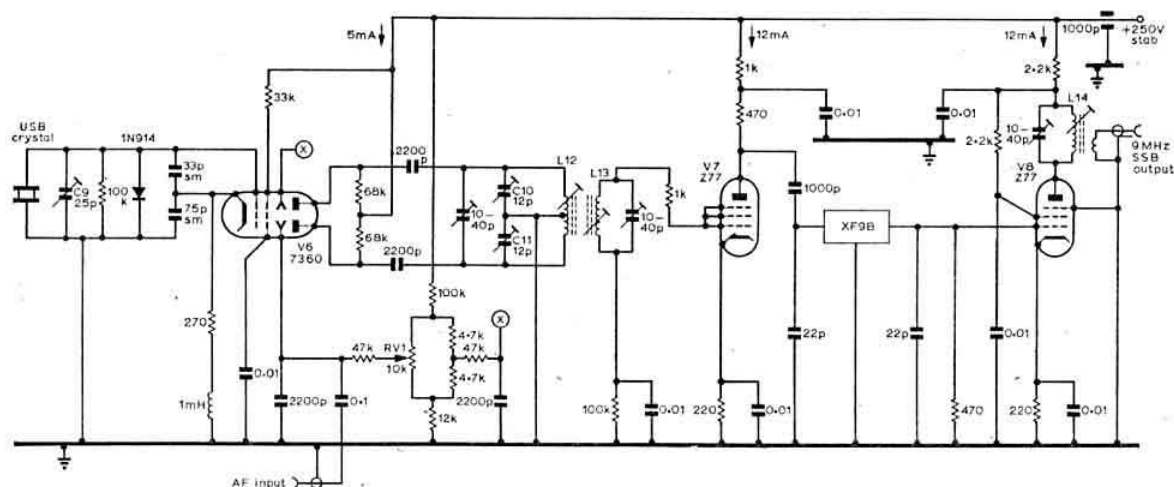 5mA
12mA
12mA
1000p
+250V
stab
33k
1k
2·2k
USB
crystal
1N914
X
2200
p
L12
L13
470
0·01
0·01
10-
40p
L14
9MHz
SSB
output
33p
sm
C9
25p
100
k
75p
sm
68k
68k
V6
7360
2200p
10-
40p
C10
12p
C11
12p
10-
40p
1k
V7
Z77
1000p
2·2k
V8
Z77
XF9B
270
100k
X
47k
RV1
10k
4·7k
47k
4·7k
22p
22p
0·01
1mH
0·01
2200p
0·1
12k
2200p
100k
0·01
220
0·01
470
220
0·01
AF input